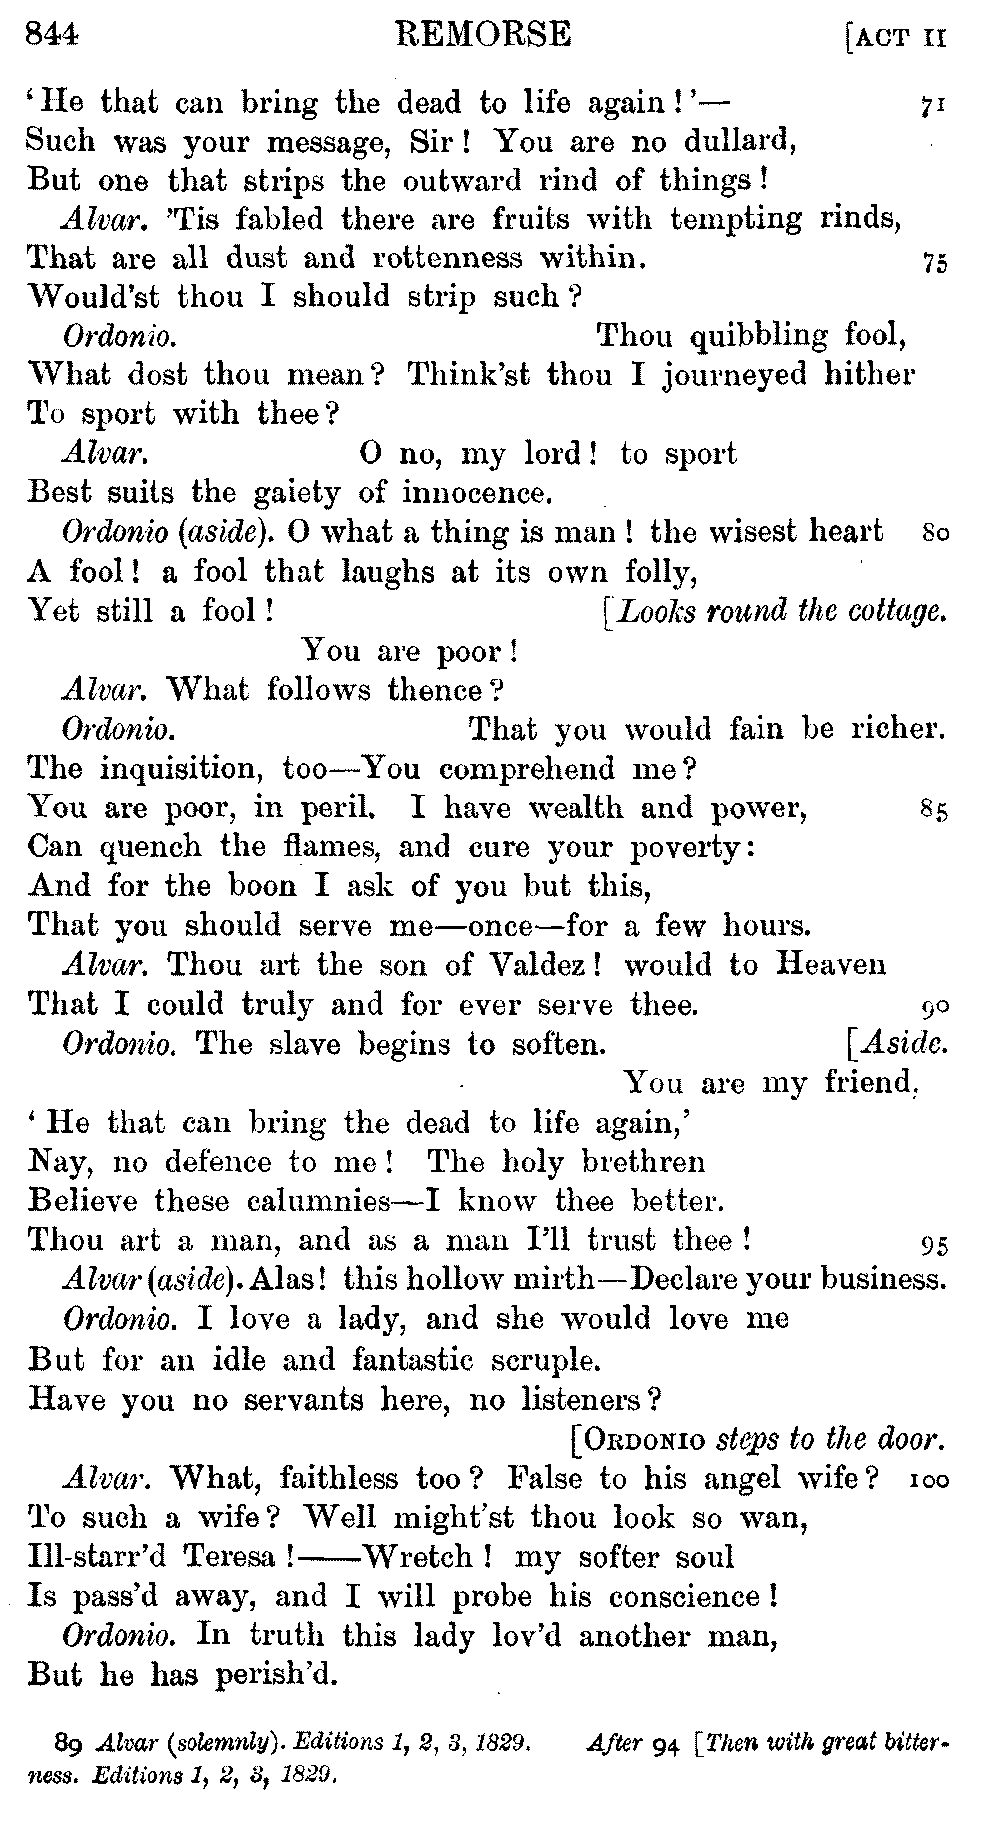 844 REMORSE [ACT II
‘He that can bring the dead to life again!’— 71
Such was your message, Sir! You are no dullard,
But one that strips the outward rind of things!
Alvar. ’Tis fabled there are fruits with tempting rinds,
That are all dust and rottenness within. 75
Would'st thou I should strip such?
Ordonio. Thou quibbling fool,
What dost thou mean? Think'st thou I journeyed hither
To sport with thee?
Alvar. O no, my lord! to sport
Best suits the gaiety of innocence.
Ordonio (aside). O what a thing is man! the wisest heart 80
A fool! a fool that laughs at its own folly,
Yet still a fool! [Looks round the cottage.
You are poor!
Alvar. What follows thence?
Ordonio. That you would fain be richer.
The inquisition, too—You comprehend me?
You are poor, in peril. I have wealth and power, 85
Can quench the flames, and cure your poverty:
And for the boon I ask of you but this,
That you should serve me—once—for a few hours.
Alvar. Thou art the son of Valdez! would to Heaven
That I could truly and for ever serve thee. 90
Ordonio. The slave begins to soften. [Aside.
You are my friend,
‘He that can bring the dead to life again,’
Nay, no defence to me! The holy brethren
Believe these calumnies—I know thee better.
Thou art a man, and as a man I'll trust thee! 95
Alvar (aside). Alas! this hollow mirth—Declare your business.
Ordonio. I love a lady, and she would love me
But for an idle and fantastic scruple.
Have you no servants here, no listeners?
[ORDONIO steps to the door.
Alvar. What, faithless too? False to his angel wife? 100
To such a wife? Well might'st thou look so wan,
Ill-starr'd Teresa!——Wretch! my softer soul
Is pass'd away, and I will probe his conscience!
Ordonio. In truth this lady lov'd another man,
But he has perish'd.
89 Alvar (solemnly). Editions 1, 2, 3, 1829. After 94 [Then with great bitter-
ness. Editions 1, 2, 3, 1829.